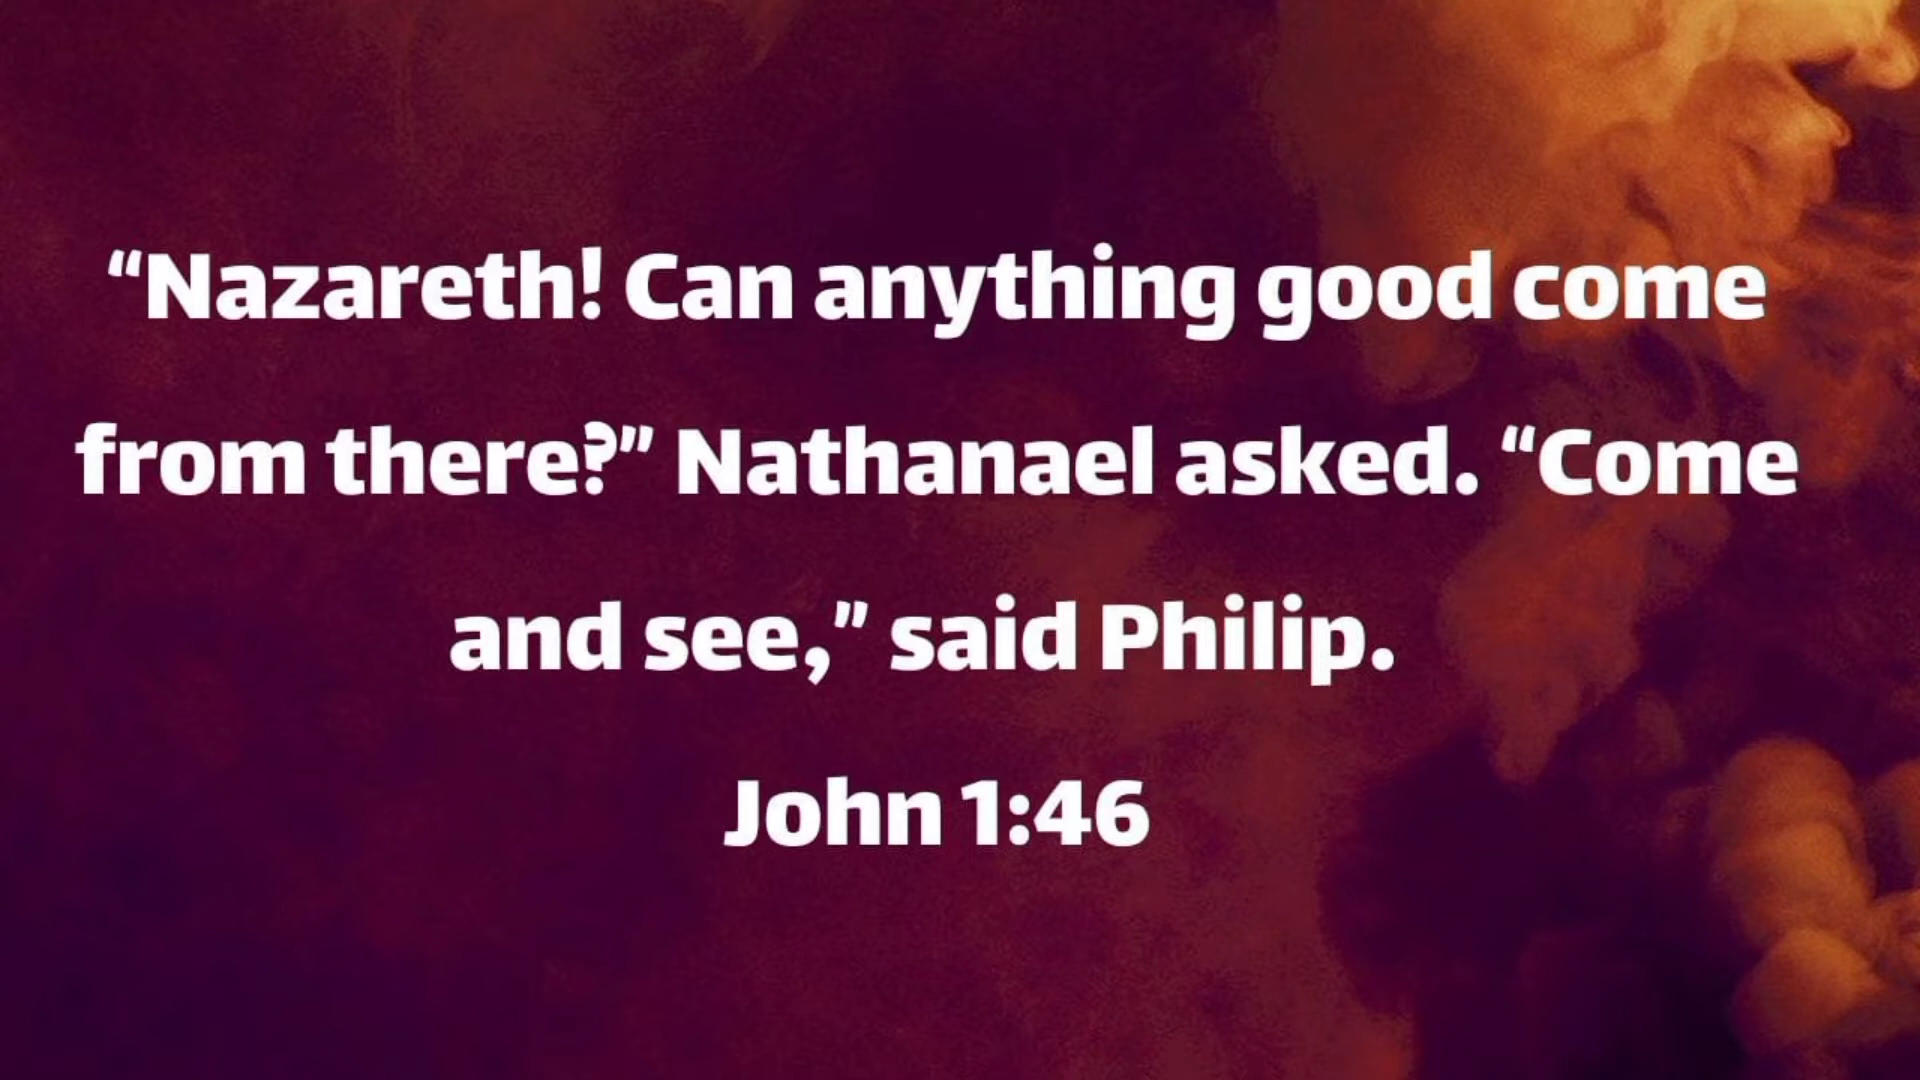 “Nazareth! Can anything good come
from there?” Nathanael asked. “Come
and see,” said Philip.
John 1:46